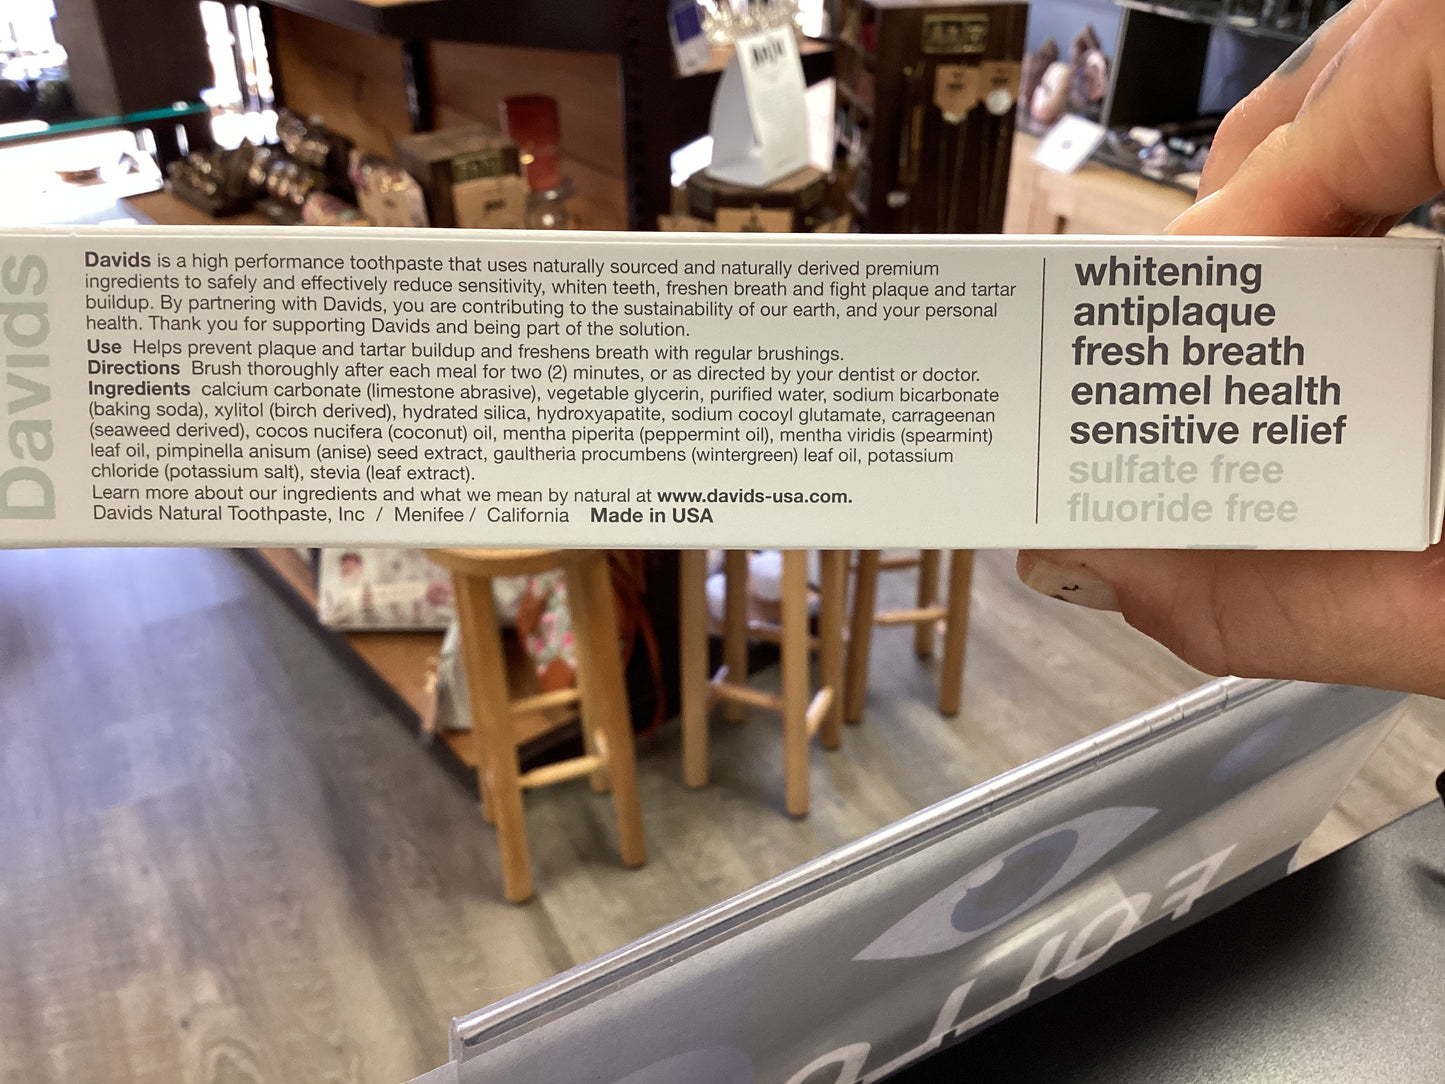 Davids
Davids is a high performance toothpaste that uses naturally sourced and naturally derived premium
ingredients to safely and effectively reduce sensitivity, whiten teeth, freshen breath and fight plaque and tartar
buildup. By partnering with Davids, you are contributing to the sustainability of our earth, and your personal
health. Thank you for supporting Davids and being part of the solution.
Use Helps prevent plaque and tartar buildup and freshens breath with regular brushings.
Directions Brush thoroughly after each meal for two (2) minutes, or as directed by your dentist or doctor.
Ingredients calcium carbonate (limestone abrasive), vegetable glycerin, purified water, sodium bicarbonate
(baking soda), xylitol (birch derived), hydrated silica, hydroxyapatite, sodium cocoyl glutamate, carrageenan
(seaweed derived), cocos nucifera (coconut) oil, mentha piperita (peppermint oil), mentha viridis (spearmint)
leaf oil, pimpinella anisum (anise) seed extract, gaultheria procumbens (wintergreen) leaf oil, potassium
chloride (potassium salt), stevia (leaf extract).
Learn more about our ingredients and what we mean by natural at www.davids-usa.com.
Davids Natural Toothpaste, Inc / Menifee / California Made in USA
whitening
antiplaque
fresh breath
enamel health
sensitive relief
sulfate free
fluoride free